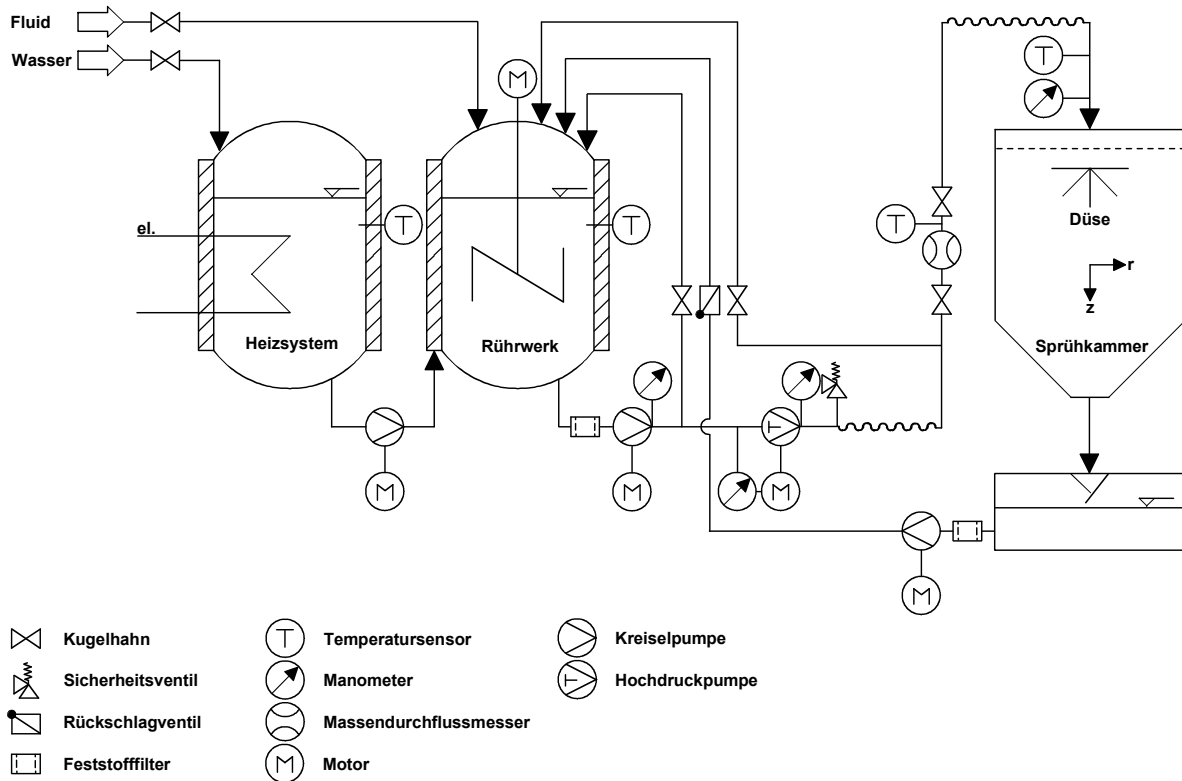 Fluid
Wasser
M
T
T
el.
T
T
Düse
r
z
Heizsystem
Rührwerk
Sprühkammer
M
M
M
M
Kugelhahn
T
Temperatursensor
Kreiselpumpe
Sicherheitsventil
Manometer
Hochdruckpumpe
Rückschlagventil
Massendurchflussmesser
Feststofffilter
M
Motor